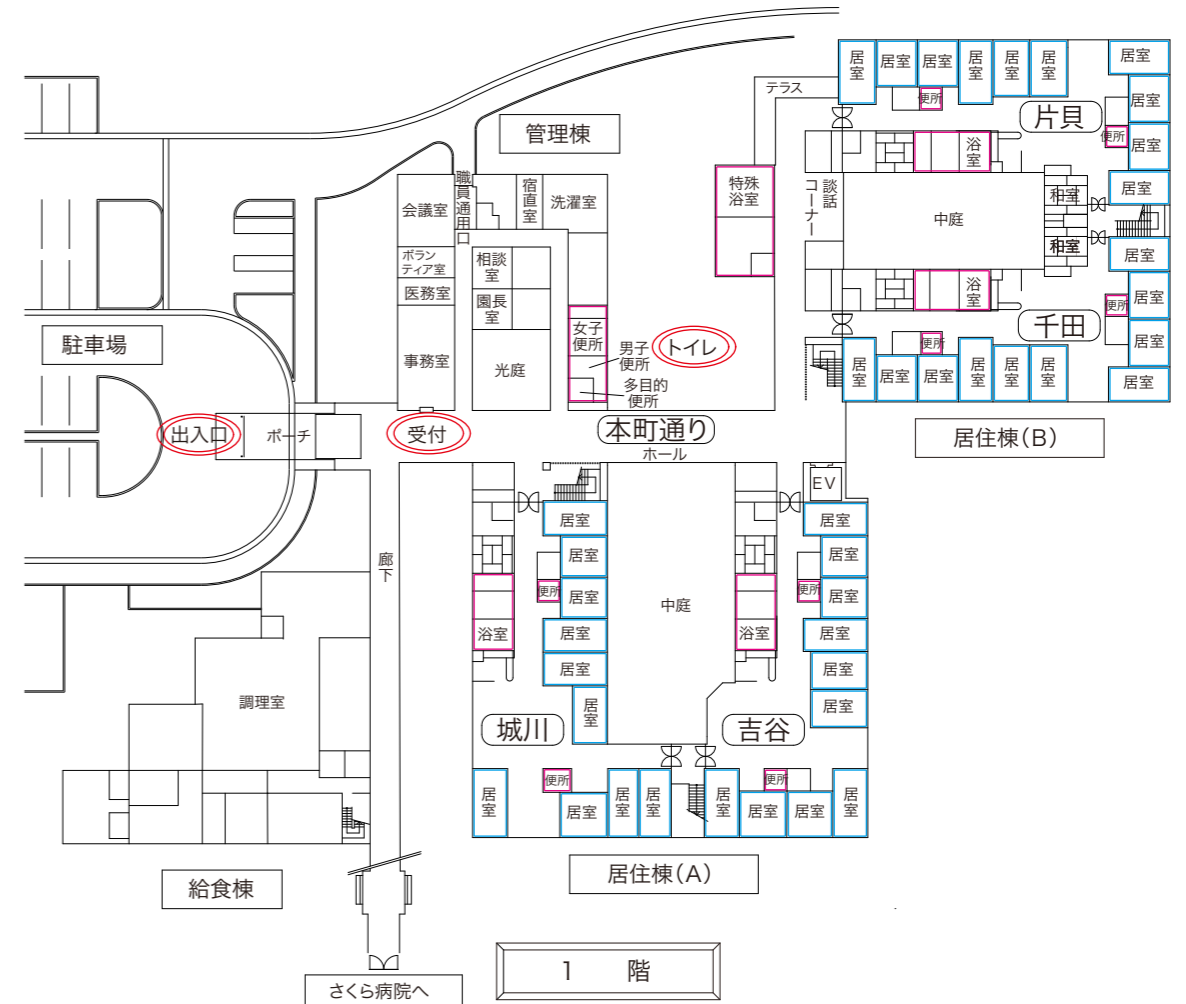 居室
居室
居室
居室
居室
居室
居室
テラス
便所
居室
片貝
管理棟
便所
居室
浴室
職員通用口
宿直室
洗濯室
会議室
特殊
浴室
談話コーナー
居室
和室
中庭
ボラン
ティア室
相談室
和室
居室
医務室
園長室
浴室
居室
便所
千田
女子
便所
男子
便所
トイレ
便所
居室
駐車場
事務室
光庭
居室
居室
居室
居室
居室
居室
居室
多目的
便所
出入口
ポーチ
受付
本町通り
ホール
居住棟(B)
EV
居室
居室
居室
居室
廊下
便所
居室
便所
居室
中庭
浴室
居室
浴室
居室
居室
居室
調理室
居室
居室
城川
吉谷
便所
便所
居室
居室
居室
居室
居室
居室
居室
居室
居住棟(A)
給食棟
1 階
さくら病院へ